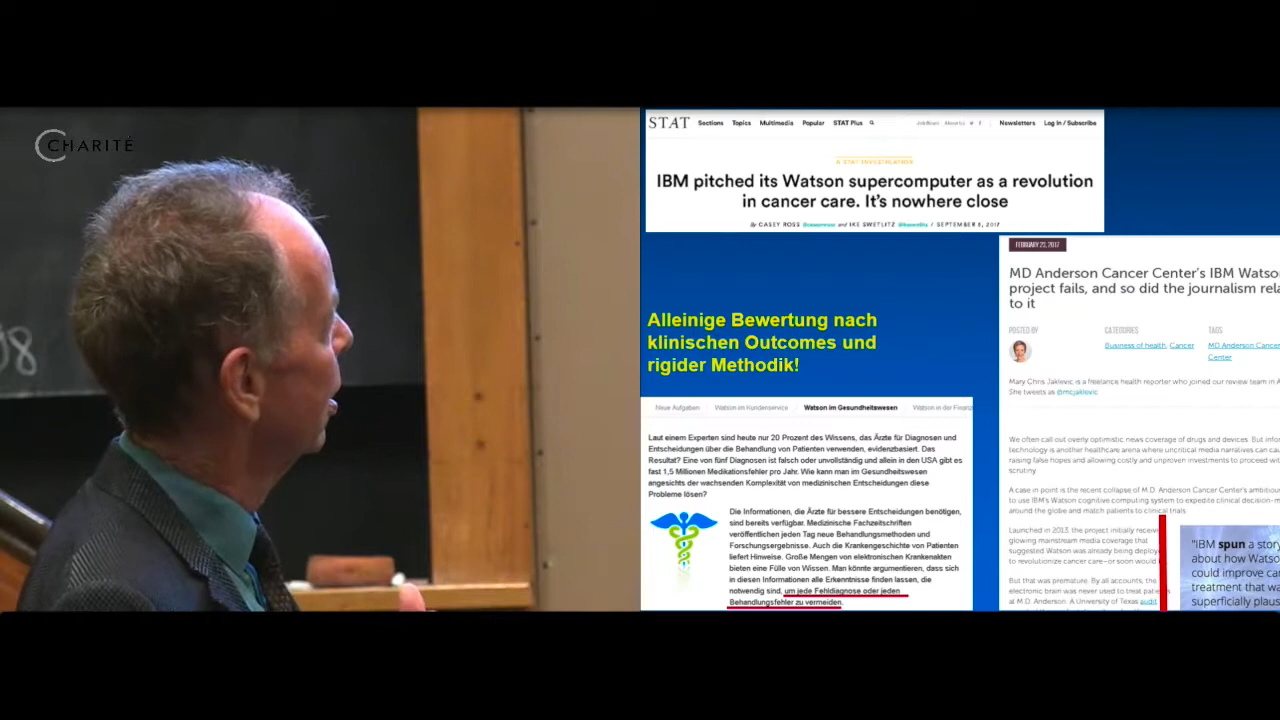 CHARITÉ
98
STAT Sections Topics Multimedia Popular STAT Plus Newsletters Log In / Subscribe
A STAT INVESTIGATION
IBM pitched its Watson supercomputer as a revolution
in cancer care. It's nowhere close
By CASEY ROSS @caseymross and IKE SWETLITZ @ikeswetlitz / SEPTEMBER 5, 2017
FEBRUARY 23, 2017
MD Anderson Cancer Center's IBM Watso
project fails, and so did the journalism rela
to it
POSTED BY CATEGORIES TAGS
Business of health, Cancer MD Anderson Cancer
Center
Mary Chris Jaklevic is a freelance health reporter who joined our review team in A
She tweets as @mcjaklevic
We often call out overly optimistic news coverage of drugs and devices. But infor
technology is another healthcare arena where uncritical media narratives can cau
raising false hopes and allowing costly and unproven investments to proceed wit
scrutiny
A case in point is the recent collapse of M.D. Anderson Cancer Center's ambitious
to use IBM's Watson cognitive computing system to expedite clinical decision-m
around the globe and match patients to clinical trials
Launched in 2013, the project initially receive
glowing mainstream media coverage that
suggested Watson was already being deploye
to revolutionize cancer care–or soon would
But that was premature. By all accounts, the
electronic brain was never used to treat patien
at M.D. Anderson. A University of Texas audit
"IBM spun a story
about how Watso
could improve ca
treatment that wa
superficially plaus
Alleinige Bewertung nach
klinischen Outcomes und
rigider Methodik!
Neue Aufgaben Watson im Kundenservice Watson im Gesundheitswesen Watson in der Finanz
Laut einem Experten sind heute nur 20 Prozent des Wissens, das Ärzte für Diagnosen und
Entscheidungen über die Behandlung von Patienten verwenden, evidenzbasiert. Das
Resultat? Eine von fünf Diagnosen ist falsch oder unvollständig und allein in den USA gibt es
fast 1,5 Millionen Medikationsfehler pro Jahr. Wie kann man im Gesundheitswesen
angesichts der wachsenden Komplexität von medizinischen Entscheidungen diese
Probleme lösen?
Die Informationen, die Ärzte für bessere Entscheidungen benötigen,
sind bereits verfügbar. Medizinische Fachzeitschriften
veröffentlichen jeden Tag neue Behandlungsmethoden und
Forschungsergebnisse. Auch die Krankengeschichte von Patienten
liefert Hinweise. Große Mengen von elektronischen Krankenakten
bieten eine Fülle von Wissen. Man könnte argumentieren, dass sich
in diesen Informationen alle Erkenntnisse finden lassen, die
notwendig sind, um jede Fehldiagnose oder jeden
Behandlungsfehler zu vermeiden.